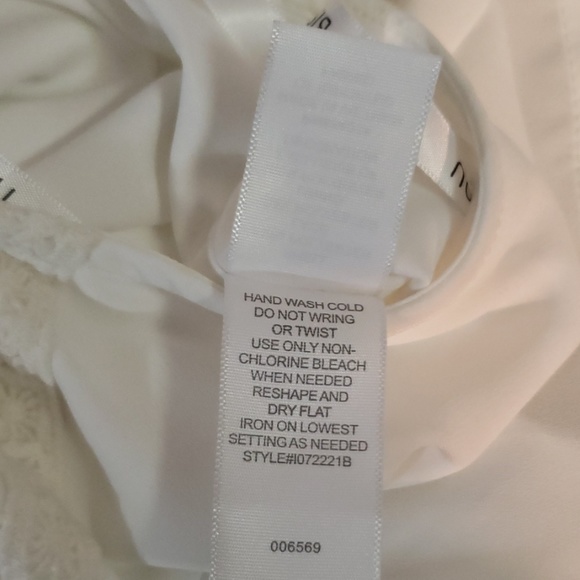 HAND WASH COLD
DO NOT WRING
OR TWIST
USE ONLY NON-
CHLORINE BLEACH
WHEN NEEDED
RESHAPE AND
DRY FLAT
IRON ON LOWEST
SETTING AS NEEDED
STYLE#I072221B
006569